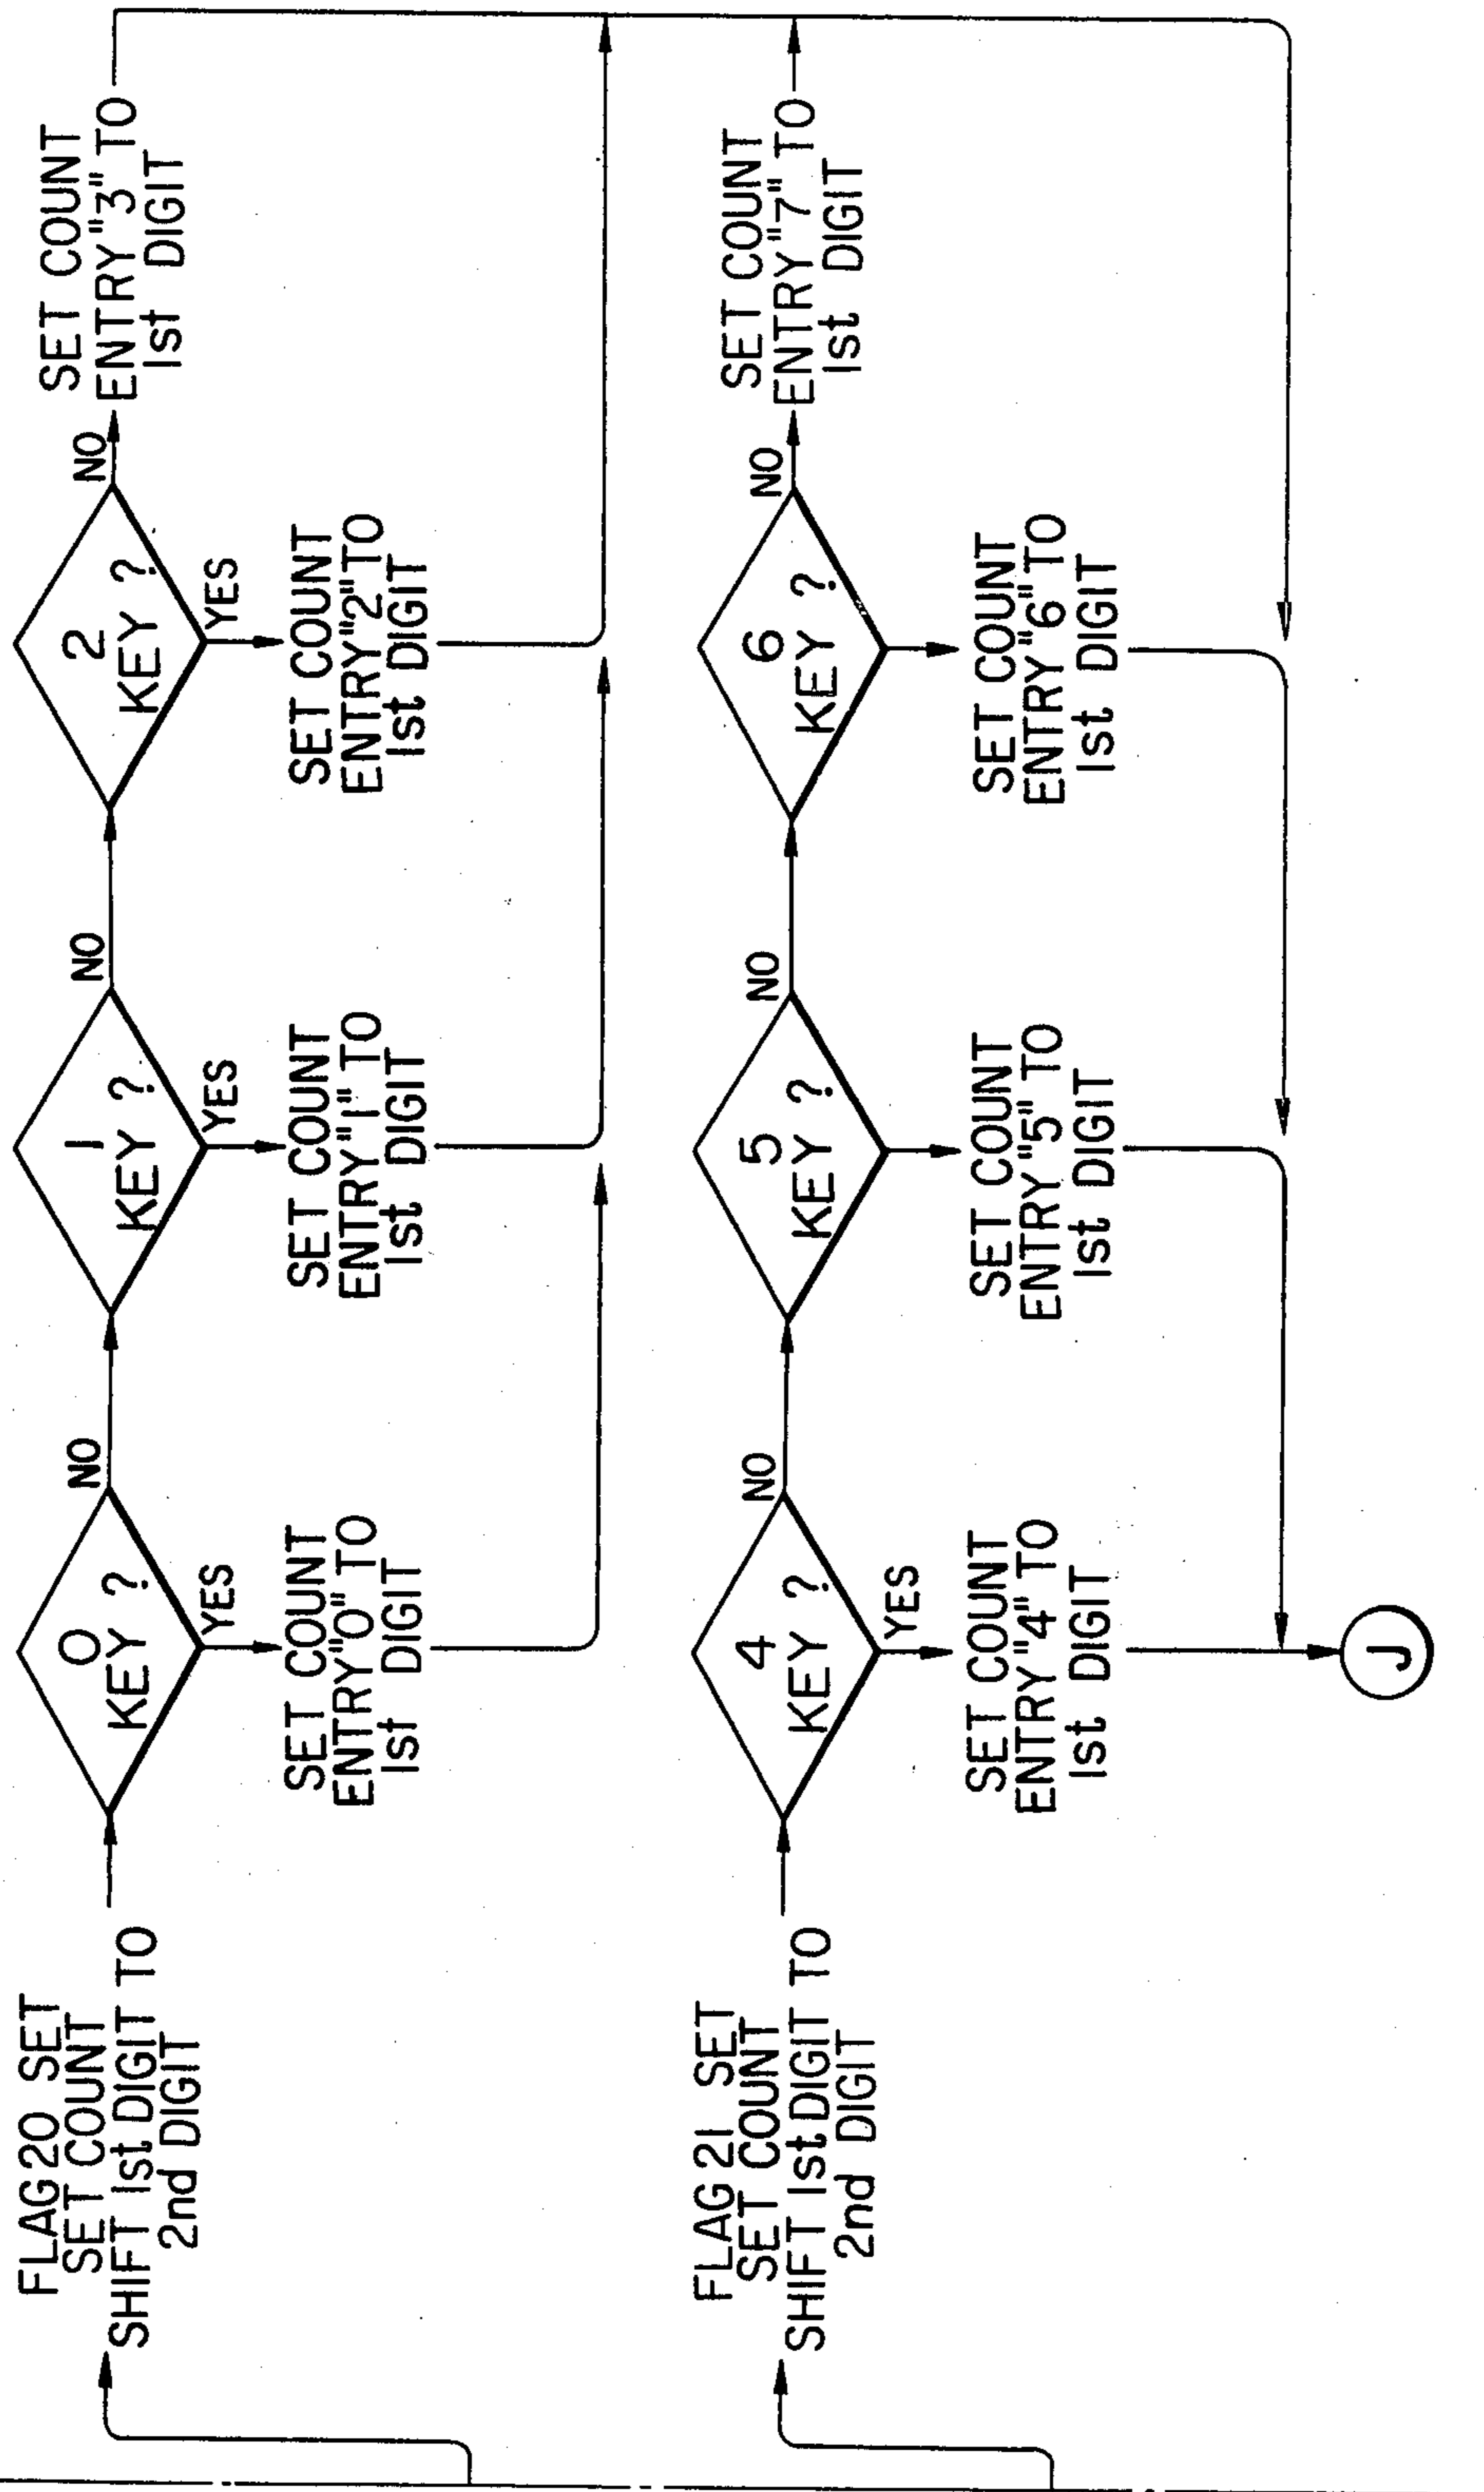 FLAG 20 SET
SET COUNT
SHIFT 1st DIGIT TO
2nd DIGIT
0
KEY ?
NO
YES
SET COUNT
ENTRY "0" TO
1st DIGIT
1
KEY ?
NO
YES
SET COUNT
ENTRY "1" TO
1st DIGIT
2
KEY ?
NO
YES
SET COUNT
ENTRY "2" TO
1st DIGIT
SET COUNT
ENTRY "3" TO
1st DIGIT
FLAG 21 SET
SET COUNT
SHIFT 1st DIGIT TO
2nd DIGIT
4
KEY ?
NO
YES
SET COUNT
ENTRY "4" TO
1st DIGIT
5
KEY ?
NO
SET COUNT
ENTRY "5" TO
1st DIGIT
6
KEY ?
NO
SET COUNT
ENTRY "6" TO
1st DIGIT
SET COUNT
ENTRY "7" TO
1st DIGIT
J